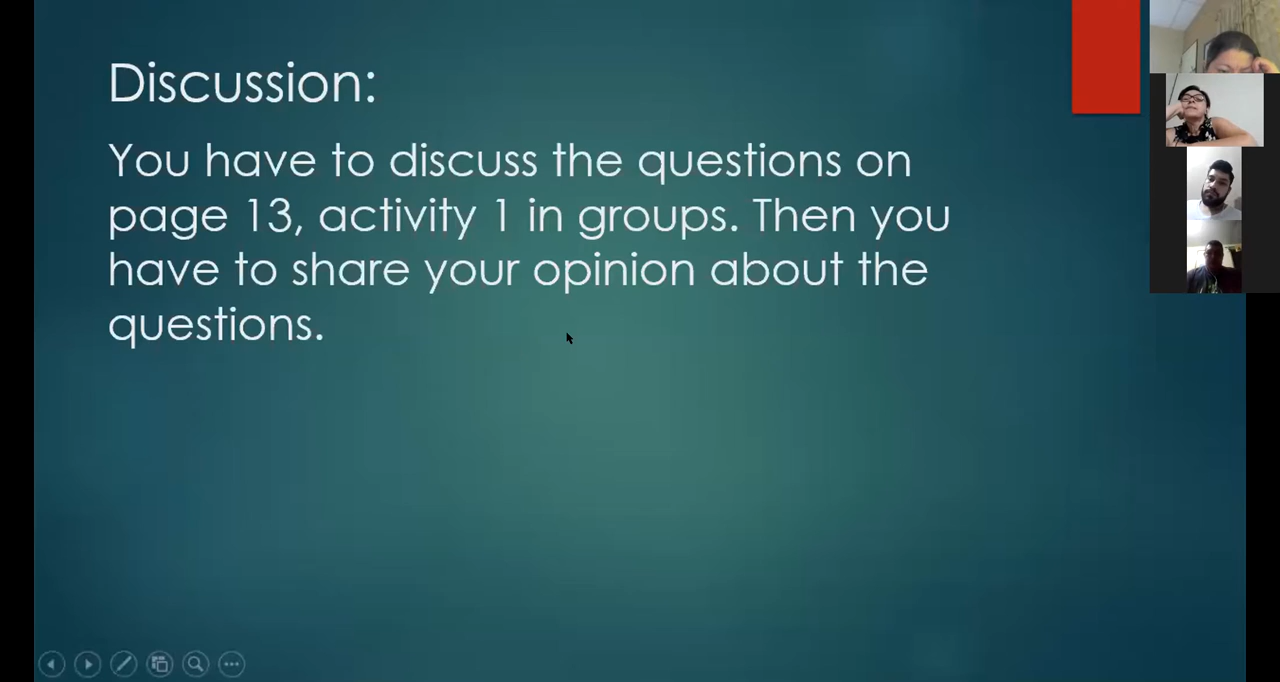 Discussion:
You have to discuss the questions on
page 13, activity 1 in groups. Then you
have to share your opinion about the
questions.